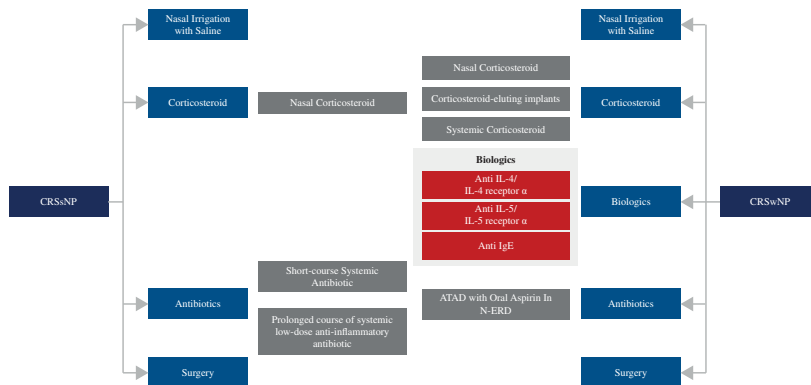 Nasal Irrigation
with Saline
Nasal Irrigation
with Saline
Nasal Corticosteroid
Corticosteroid
Nasal Corticosteroid
Corticosteroid-eluting implants
Corticosteroid
Systemic Corticosteroid
Biologics
Anti IL-4/
IL-4 receptor α
CRSsNP
Anti IL-5/
IL-5 receptor α
Biologics
CRSwNP
Anti IgE
Short-course Systemic
Antibiotic
Antibiotics
ATAD with Oral Aspirin In
N-ERD
Antibiotics
Prolonged course of systemic
low-dose anti-inflammatory
antibiotic
Surgery
Surgery